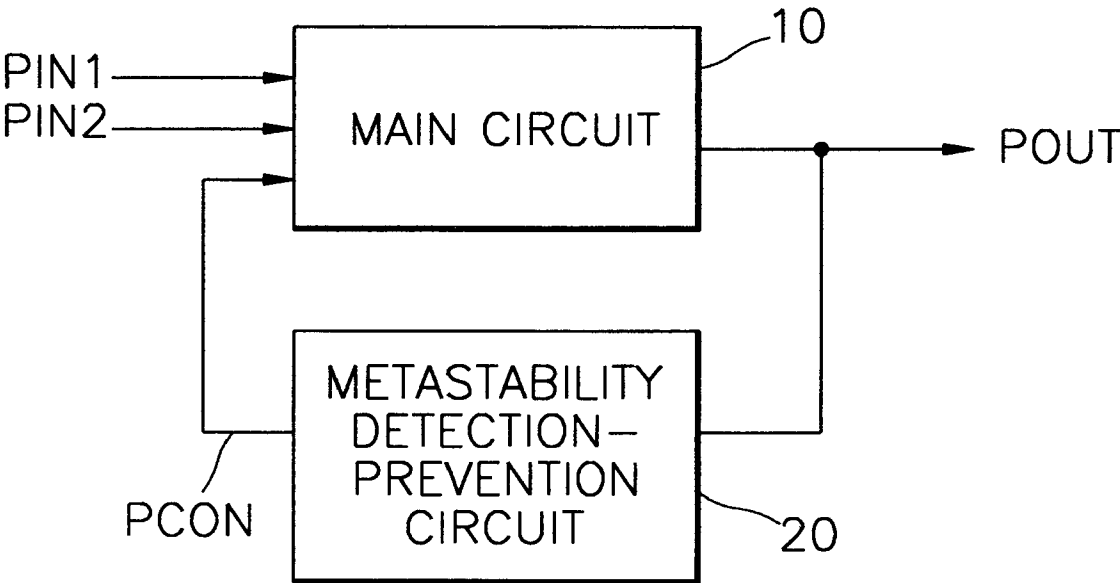 10
PIN1
PIN2
MAIN CIRCUIT
POUT
METASTABILITY
DETECTION-
PREVENTION
CIRCUIT
PCON
20